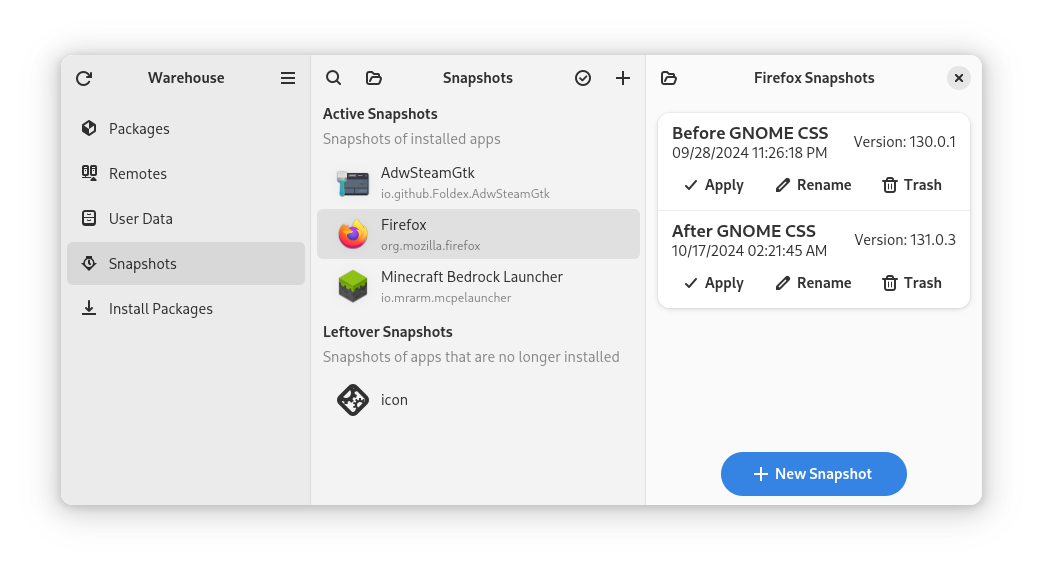 Warehouse
Packages
Remotes
User Data
Snapshots
Install Packages
Snapshots
Active Snapshots
Snapshots of installed apps
AdwSteamGtk
io.github.Foldex.AdwSteamGtk
Firefox
org.mozilla.firefox
Minecraft Bedrock Launcher
io.mrarm.mcpelauncher
Leftover Snapshots
Snapshots of apps that are no longer installed
icon
Firefox Snapshots
Before GNOME CSS
09/28/2024 11:26:18 PM
Version: 130.0.1
Apply Rename Trash
After GNOME CSS
10/17/2024 02:21:45 AM
Version: 131.0.3
Apply Rename Trash
New Snapshot